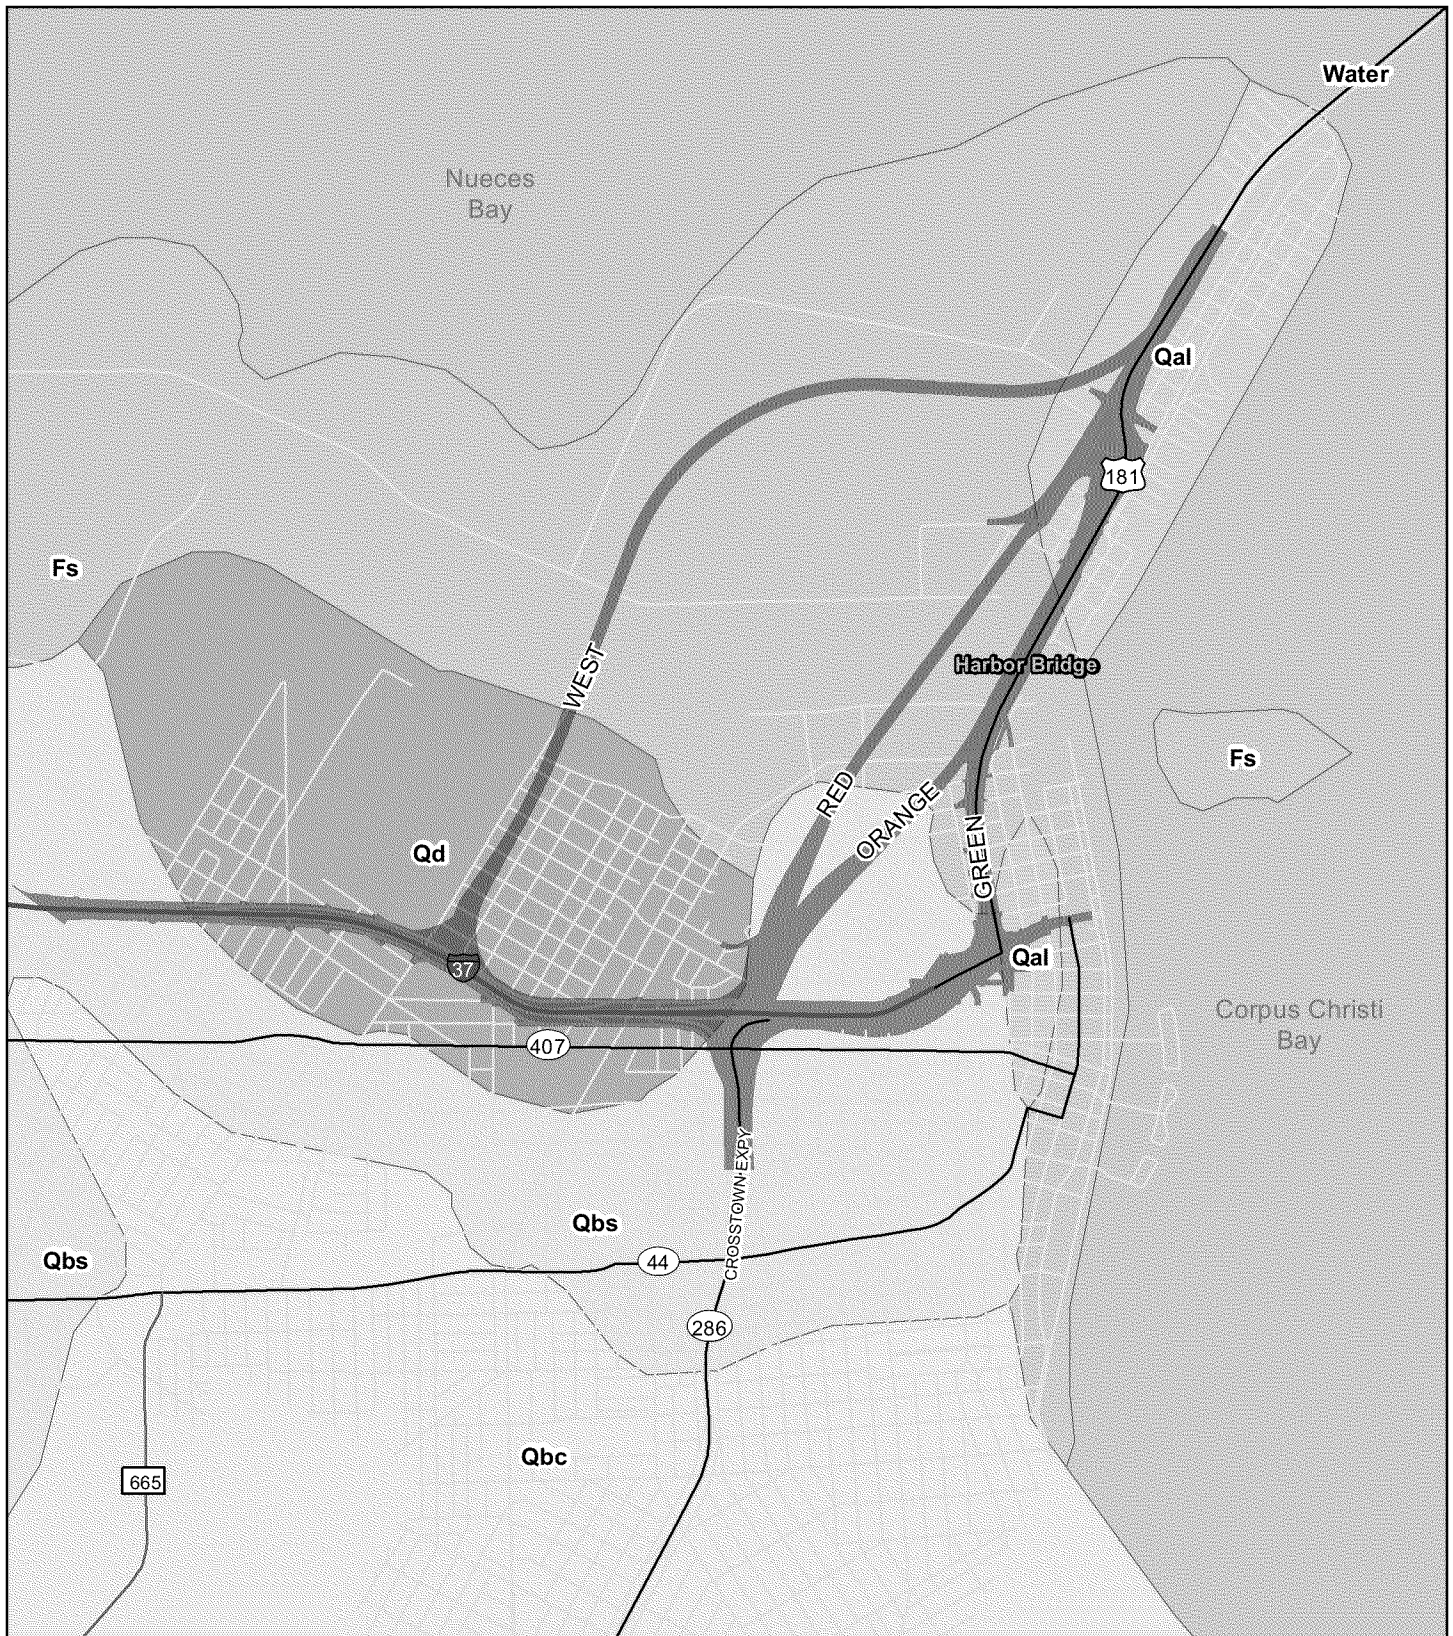 Water
Nueces
Bay
Qal
181
Fs
WEST
Harbor Bridge
Fs
RED
ORANGE
GREEN
Qd
37
Qal
Corpus Christi
Bay
407
CROSSTOWN EXPY
Qbs
Qbs
44
286
Qbc
665